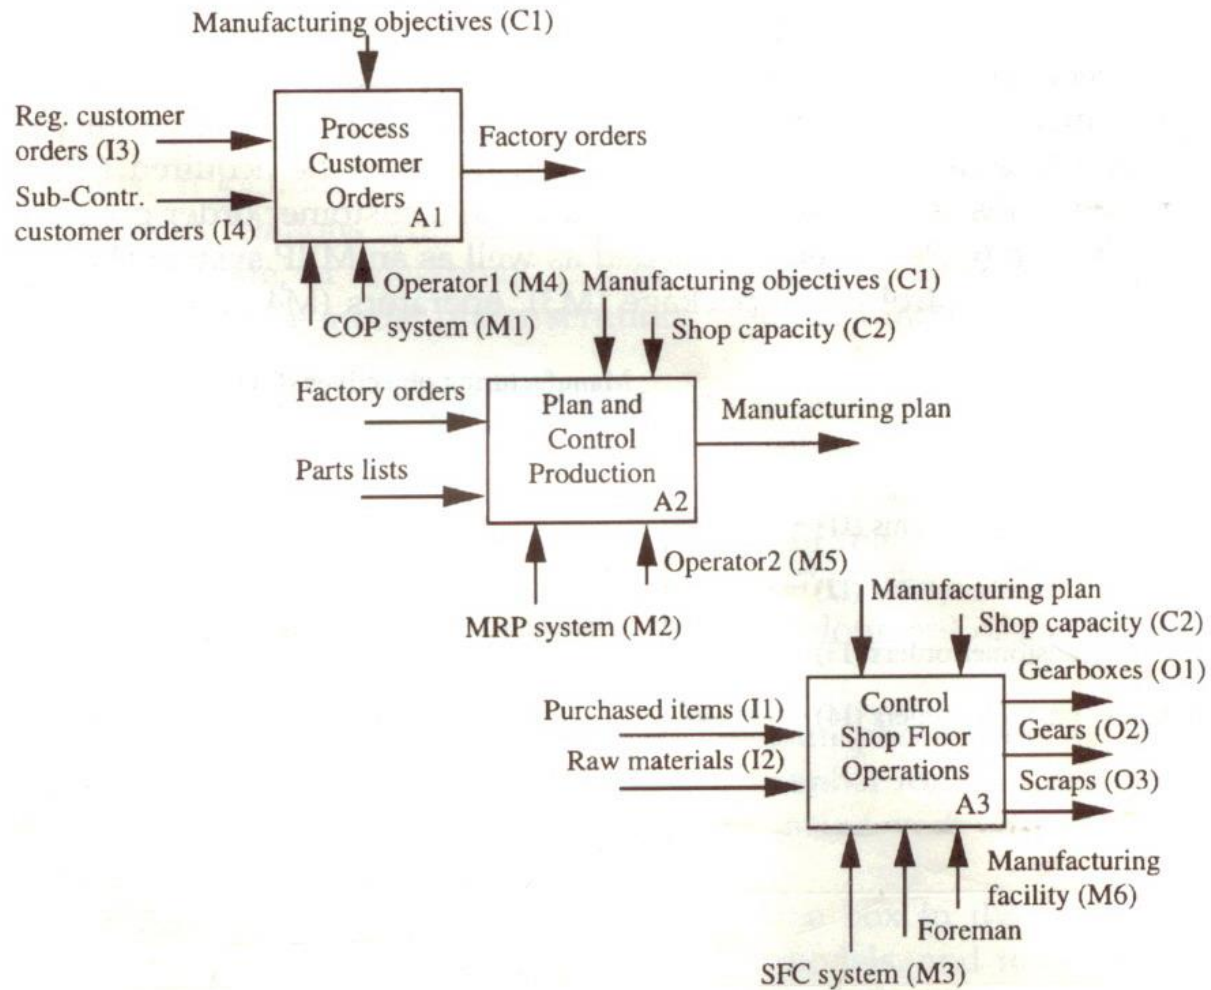 Manufacturing objectives (C1)
Reg. customer
orders (I3)
Sub-Contr.
customer orders (I4)
Process
Customer
Orders
A1
Factory orders
Operator1 (M4)
COP system (M1)
Manufacturing objectives (C1)
Shop capacity (C2)
Factory orders
Parts lists
Plan and
Control
Production
A2
Manufacturing plan
Operator2 (M5)
MRP system (M2)
Manufacturing plan
Shop capacity (C2)
Purchased items (I1)
Raw materials (I2)
Control
Shop Floor
Operations
A3
Gearboxes (O1)
Gears (O2)
Scraps (O3)
Manufacturing
facility (M6)
Foreman
SFC system (M3)